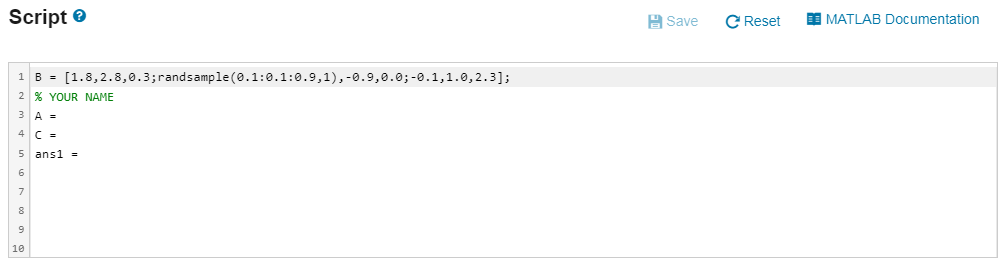 Script ?
Save Reset MATLAB Documentation
1 B = [1.8,2.8,0.3;randsample(0.1:0.1:0.9,1),-0.9,0.0;-0.1,1.0,2.3];
2 % YOUR NAME
3 A =
4 C =
5 ans1 =
6
7
8
9
10